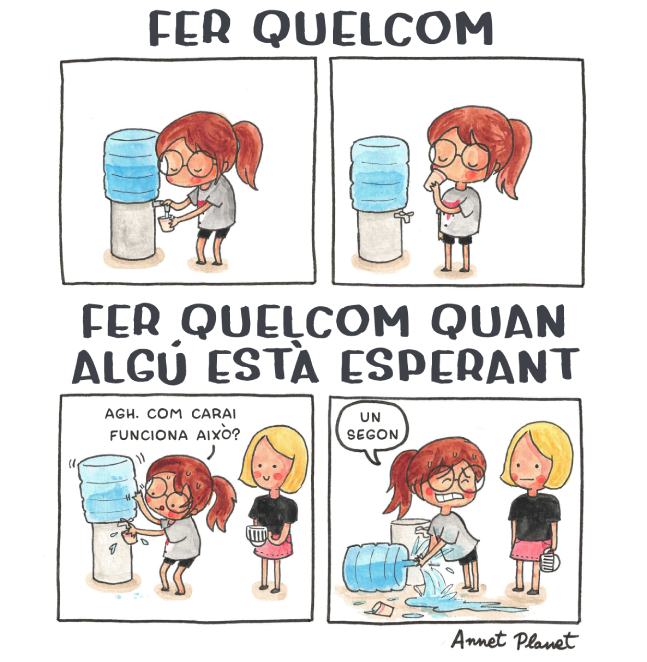 FER QUELCOM
FER QUELCOM QUAN
ALGÚ ESTÀ ESPERANT
AGH. COM CARAI
FUNCIONA AIXÒ?
UN
SEGON
Annet Planet